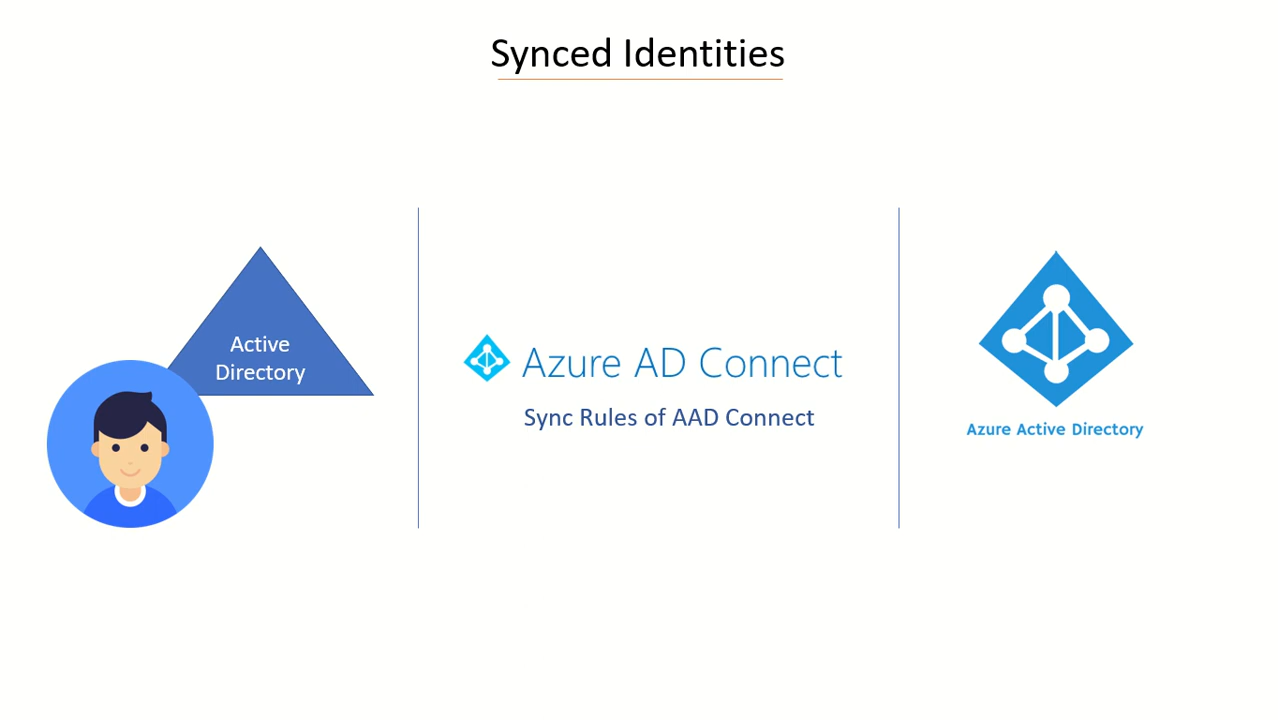 Synced Identities
Active
Directory
Azure AD Connect
Sync Rules of AAD Connect
Azure Active Directory